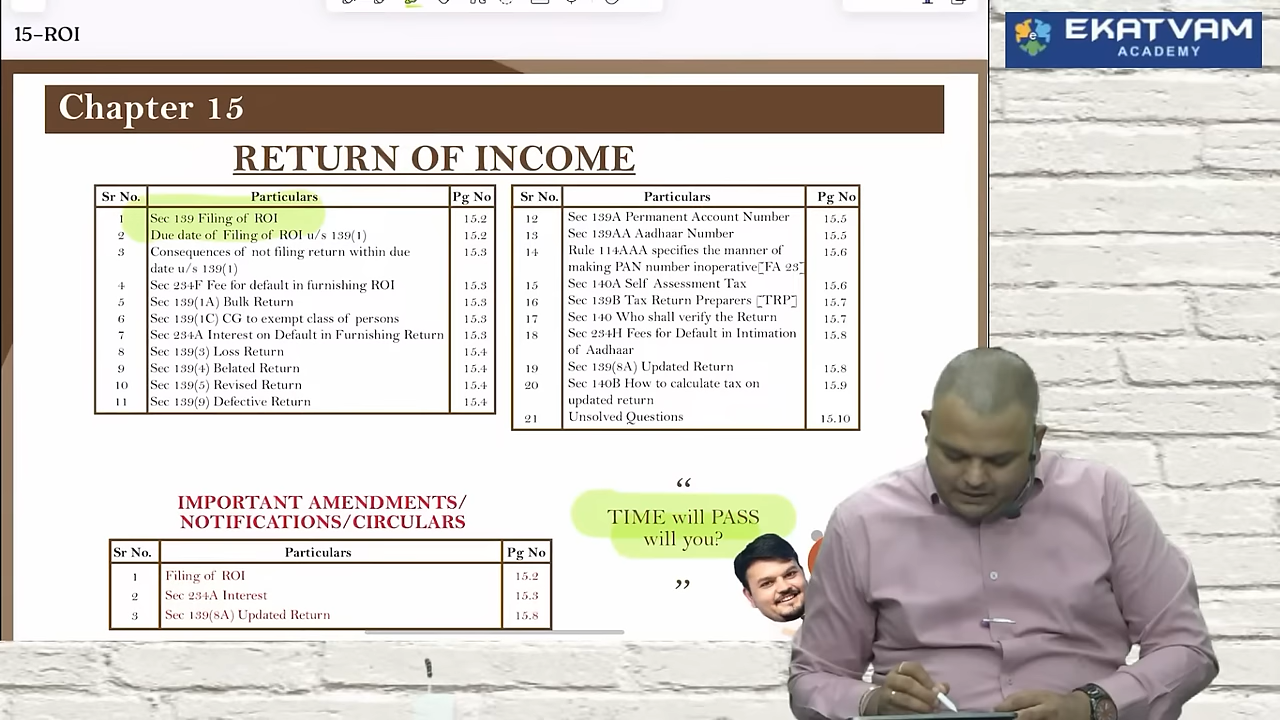 15-ROI
EKATVAM
ACADEMY
Chapter 15
RETURN OF INCOME
Sr No. Particulars Pg No
1 Sec 139 Filing of ROI 15.2
2 Due date of Filing of ROI u/s 139(1) 15.2
3 Consequences of not filing return within due 15.3
date u/s 139(1)
4 Sec 234F Fee for default in furnishing ROI 15.3
5 Sec 139(1A) Bulk Return 15.3
6 Sec 139(1C) CG to exempt class of persons 15.3
7 Sec 234A Interest on Default in Furnishing Return 15.3
8 Sec 139(3) Loss Return 15.4
9 Sec 139(4) Belated Return 15.4
10 Sec 139(5) Revised Return 15.4
11 Sec 139(9) Defective Return 15.4
Sr No. Particulars Pg No
12 Sec 139A Permanent Account Number 15.5
13 Sec 139AA Aadhaar Number 15.5
14 Rule 114AAA specifies the manner of 15.6
making PAN number inoperative[FA 23]
15 Sec 140A Self Assessment Tax 15.6
16 Sec 139B Tax Return Preparers [TRP] 15.7
17 Sec 140 Who shall verify the Return 15.7
18 Sec 234H Fees for Default in Intimation 15.8
of Aadhaar
19 Sec 139(8A) Updated Return 15.8
20 Sec 140B How to calculate tax on 15.9
updated return
21 Unsolved Questions 15.10
IMPORTANT AMENDMENTS/
NOTIFICATIONS/CIRCULARS
Sr No. Particulars Pg No
1 Filing of ROI 15.2
2 Sec 234A Interest 15.3
3 Sec 139(8A) Updated Return 15.8
“
TIME will PASS
will you?
”